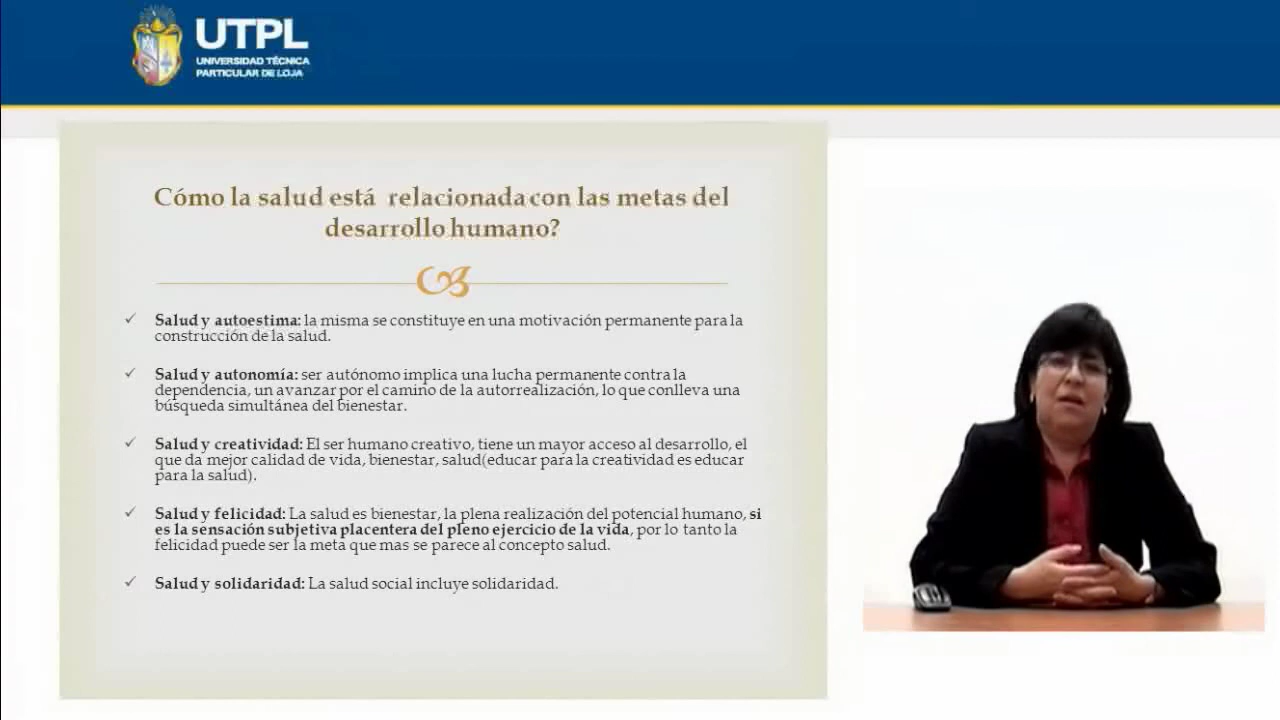 UTPL
UNIVERSIDAD TÉCNICA
PARTICULAR DE LOJA
Cómo la salud está relacionada con las metas del
desarrollo humano?
Salud y autoestima: la misma se constituye en una motivación permanente para la
construcción de la salud.
Salud y autonomía: ser autónomo implica una lucha permanente contra la
dependencia, un avanzar por el camino de la autorrealización, lo que conlleva una
búsqueda simultánea del bienestar.
Salud y creatividad: El ser humano creativo, tiene un mayor acceso al desarrollo, el
que da mejor calidad de vida, bienestar, salud(educar para la creatividad es educar
para la salud).
Salud y felicidad: La salud es bienestar, la plena realización del potencial humano, si
es la sensación subjetiva placentera del pleno ejercicio de la vida, por lo tanto la
felicidad puede ser la meta que mas se parece al concepto salud.
Salud y solidaridad: La salud social incluye solidaridad.